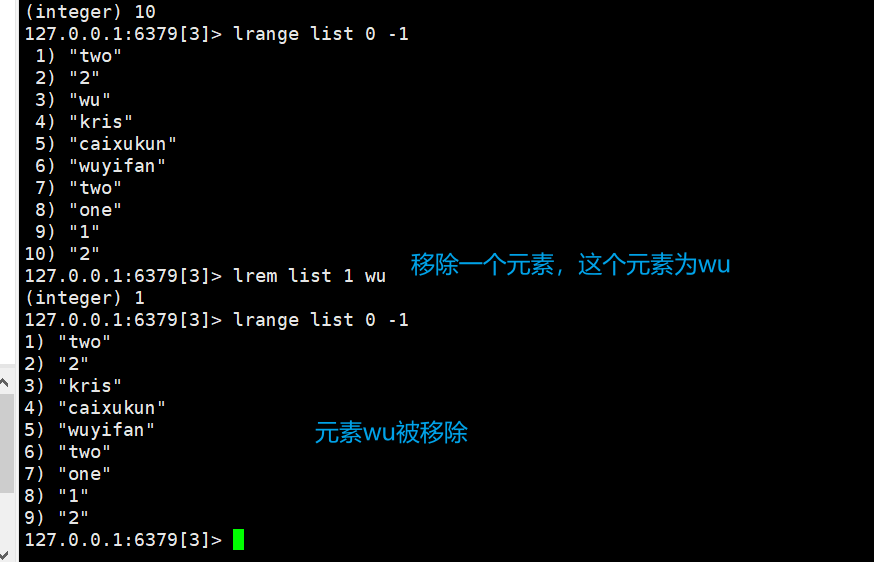 (integer) 10
127.0.0.1:6379[3]> lrange list 0 -1
1) "two"
2) "2"
3) "wu"
4) "kris"
5) "caixukun"
6) "wuyifan"
7) "two"
8) "one"
9) "1"
10) "2"
移除一个元素，这个元素为wu
127.0.0.1:6379[3]> lrem list 1 wu
(integer) 1
127.0.0.1:6379[3]> lrange list 0 -1
1) "two"
2) "2"
3) "kris"
4) "caixukun"
5) "wuyifan"
元素wu被移除
6) "two"
7) "one"
8) "1"
9) "2"
127.0.0.1:6379[3]>